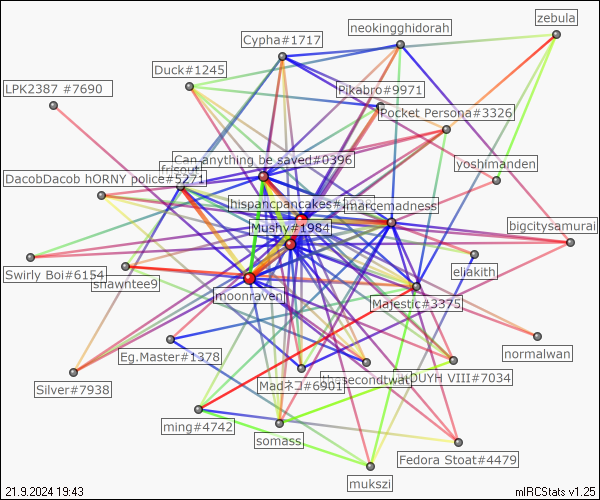 zebula
neokingghidorah
Cypha#1717
Duck#1245
LPK2387 #7690
Pikabro#9971
Pocket Persona#3326
Can anything be saved#0396
yoshimanden
DacobDacob hORNY police#5271
hispancpancakes
marcemadness
Mushy#1984
bigcitysamurai
Swirly Boi#6154
eliakith
shawntee9
moonraven
Majestic#3375
normalwan
Eg.Master#1378
Silver#7938
Madネコ#6901
thesecondtwat
VIII#7034
ming#4742
somass
Fedora Stoat#4479
mukszi
21.9.2024 19:43
mIRCStats v1.25